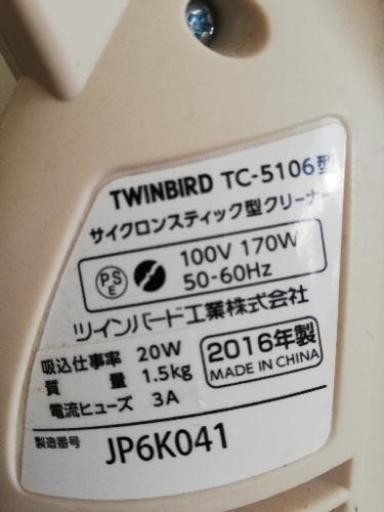 TWINBIRD TC-5106型
サイクロンスティック型クリーナー
PS
E
100V 170W
50-60Hz
ツインバード工業株式会社
吸込仕事率 20W
質 量 1.5kg
電流ヒューズ 3A
2016年製
MADE IN CHINA
製造番号 JP6K041